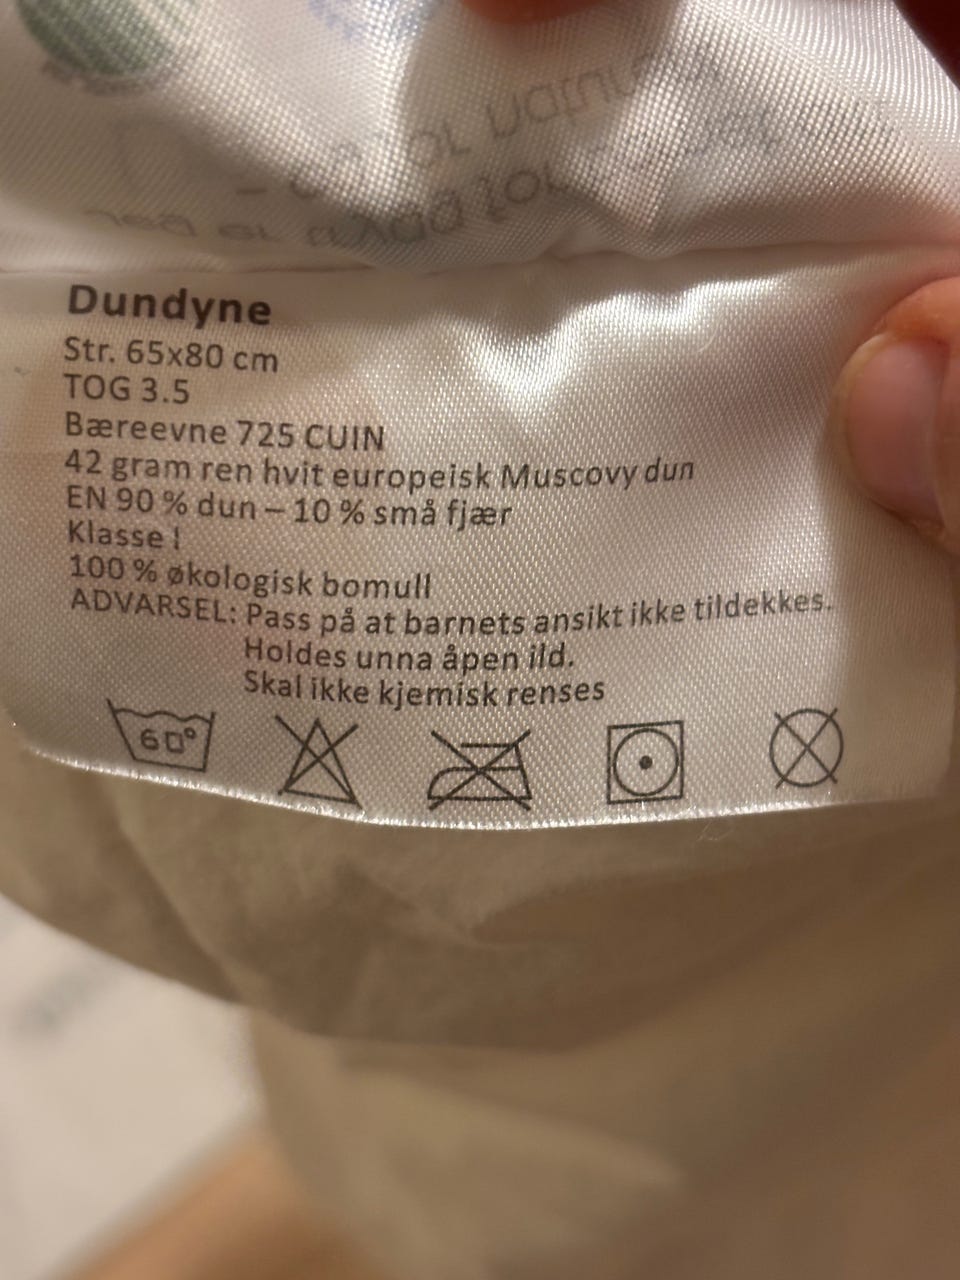 Dundyne
Str. 65x80 cm
TOG 3.5
Bæreevne 725 CUIN
42 gram ren hvit europeisk Muscovy dun
EN 90 % dun – 10 % små fjær
Klasse I
100 % økologisk bomull
ADVARSEL: Pass på at barnets ansikt ikke tildekkes.
Holdes unna åpen ild.
Skal ikke kjemisk renses
60°